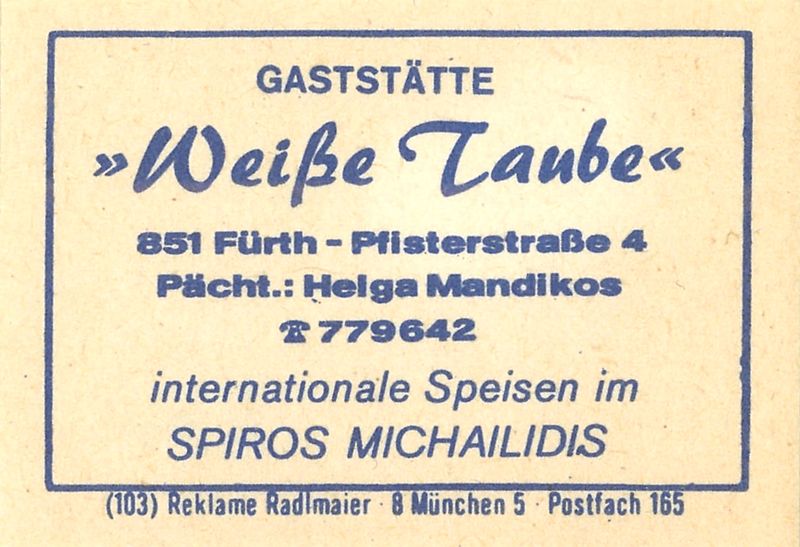 GASTSTÄTTE
»Weiße Taube«
851 Fürth - Pfisterstraße 4
Pächt.: Helga Mandikos
☎ 779642
internationale Speisen im
SPIROS MICHAILIDIS
(103) Reklame Radlmaier · 8 München 5 · Postfach 165